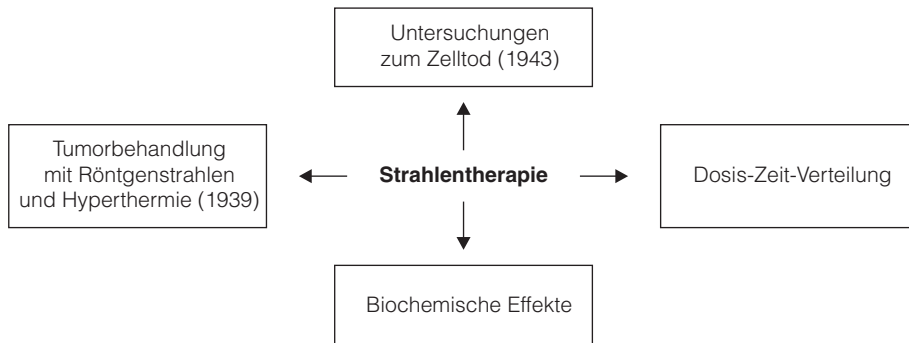 Untersuchungen
zum Zelltod (1943)
Tumorbehandlung
mit Röntgenstrahlen
und Hyperthermie (1939)
Strahlentherapie
Dosis-Zeit-Verteilung
Biochemische Effekte